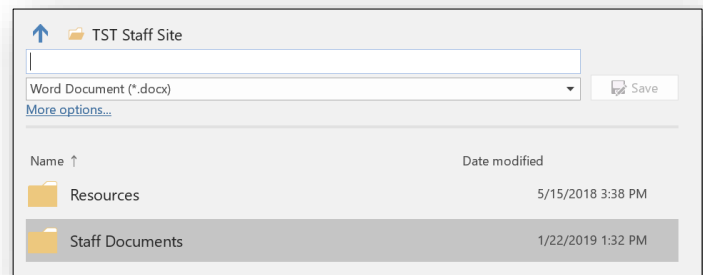 TST Staff Site
Word Document (*.docx)
Save
More options...
Name ↑ Date modified
Resources 5/15/2018 3:38 PM
Staff Documents 1/22/2019 1:32 PM